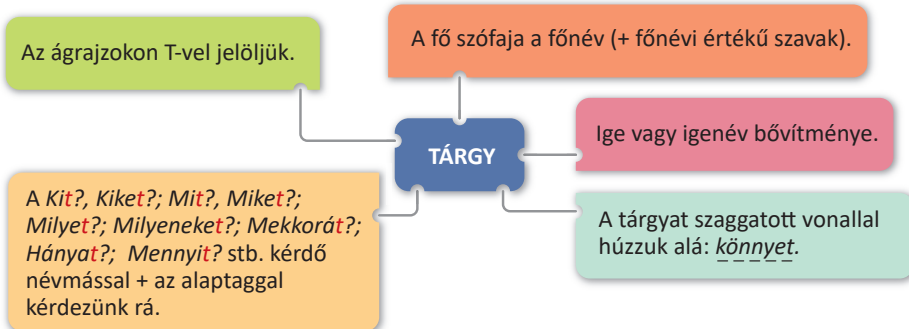 Az ágrajzokon T-vel jelöljük.
A fő szófaja a főnév (+ főnévi értékű szavak).
TÁRGY
Ige vagy igenév bővítménye.
A Kit?, Kiket?; Mit?, Miket?;
Milyet?; Milyeneket?; Mekkorát?;
Hányat?; Mennyit? stb. kérdő
névmással + az alaptaggal
kérdezünk rá.
A tárgyat szaggatott vonallal
húzzuk alá: könnyet.